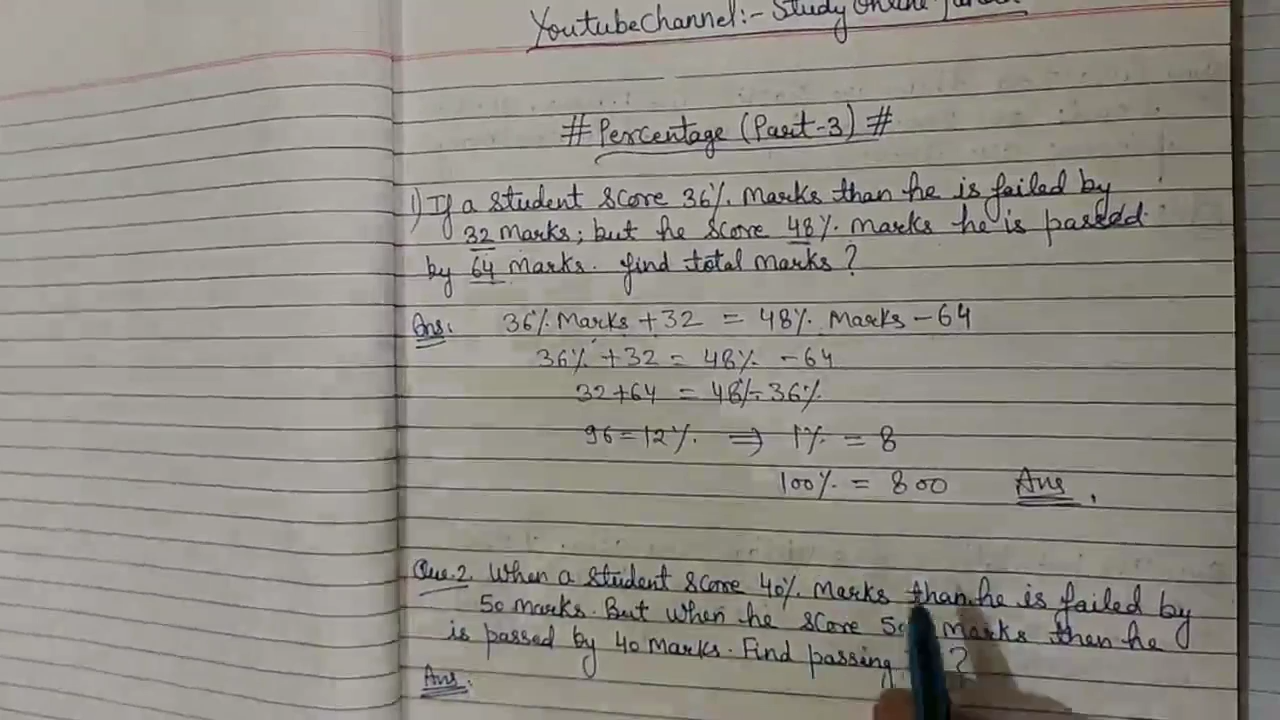 Youtube channel:- Study Online
# Percentage (Part-3) #
1) If a student score 36% marks than he is failed by
32 marks; but he score 48% marks he is passed
by 64 marks. find total marks?
Ans: 36% Marks + 32 = 48% Marks - 64
36% + 32 = 48% - 64
32+64 = 48% - 36%
96 = 12% ⇒ 1% = 8
100% = 800 Ans.
Que.2. When a student score 40% marks than he is failed by
50 marks. But when he score marks then he
is passed by 40 marks. Find passing ?
Ans: